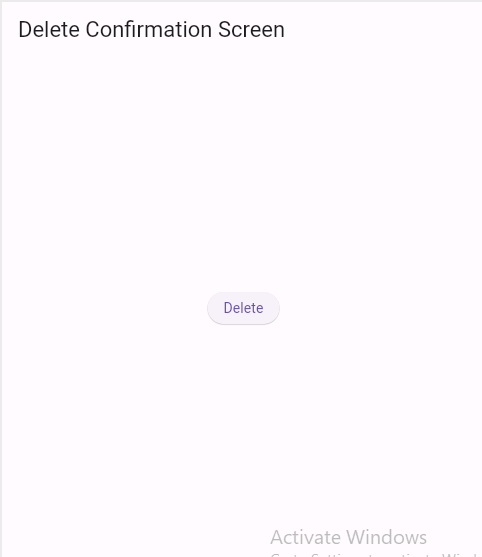 Delete Confirmation Screen
Delete
Activate Windows